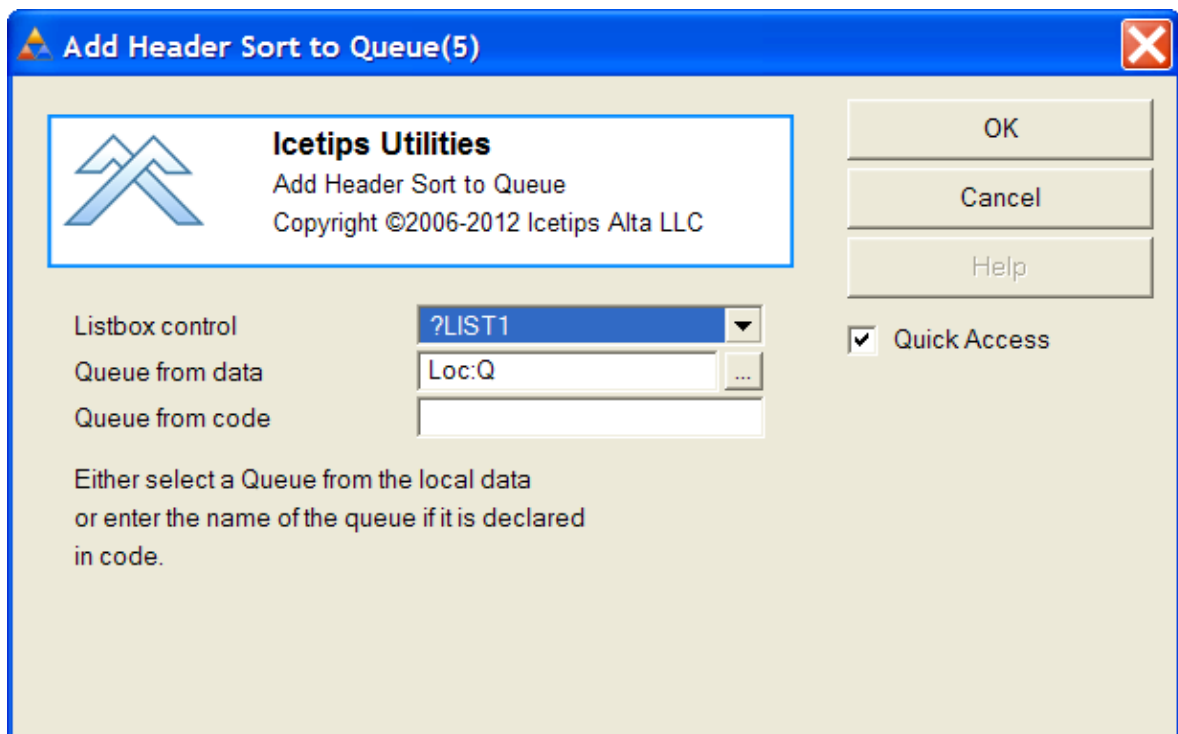 Add Header Sort to Queue(5)
Icetips Utilities
Add Header Sort to Queue
Copyright ©2006-2012 Icetips Alta LLC
OK
Cancel
Help
Listbox control ?LIST1
Quick Access
Queue from data Loc:Q ...
Queue from code
Either select a Queue from the local data
or enter the name of the queue if it is declared
in code.